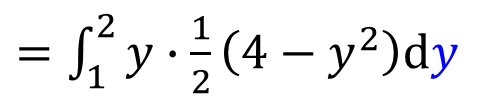 = ∫₁² y · ½ (4 − y²)dy